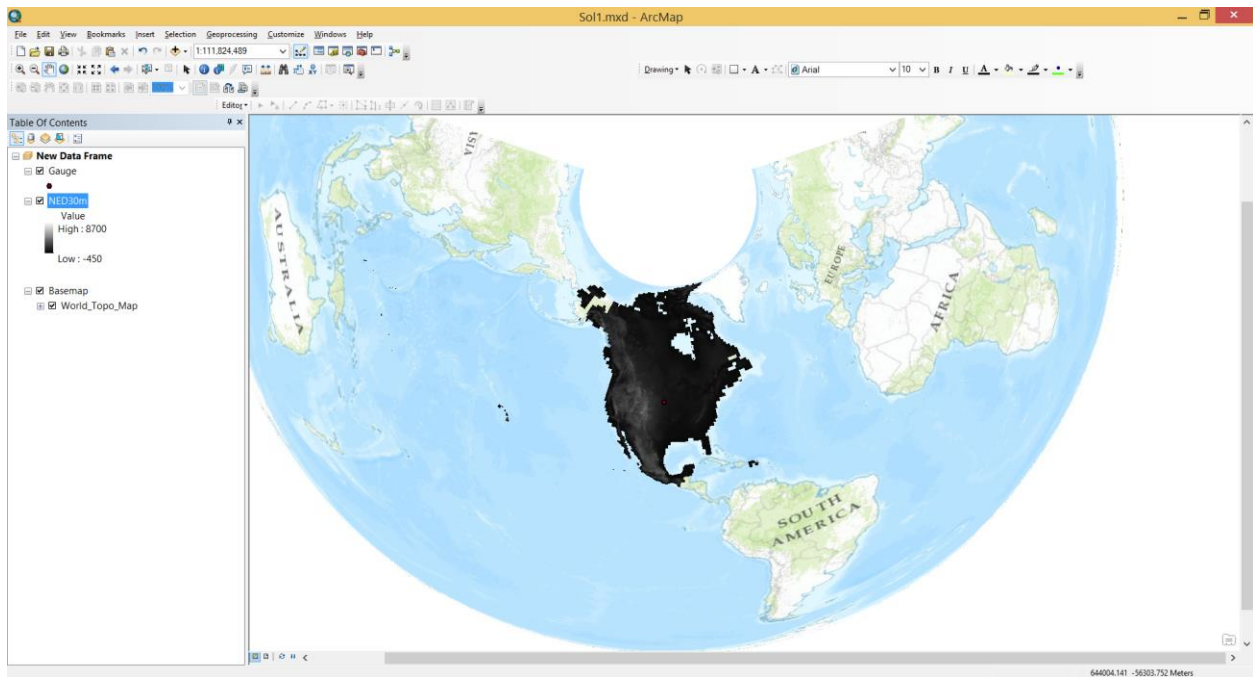 Sol1.mxd - ArcMap
File Edit View Bookmarks Insert Selection Geoprocessing Customize Windows Help
1:111,824,489
Drawing A Arial 10 B I U A
Editor
Table Of Contents
New Data Frame
Gauge
NED30m
Value
High : 8700
Low : -450
Basemap
World_Topo_Map
ASIA
AUSTRALIA
EUROPE
AFRICA
SOUTH
AMERICA
644004.141 -56303.752 Meters